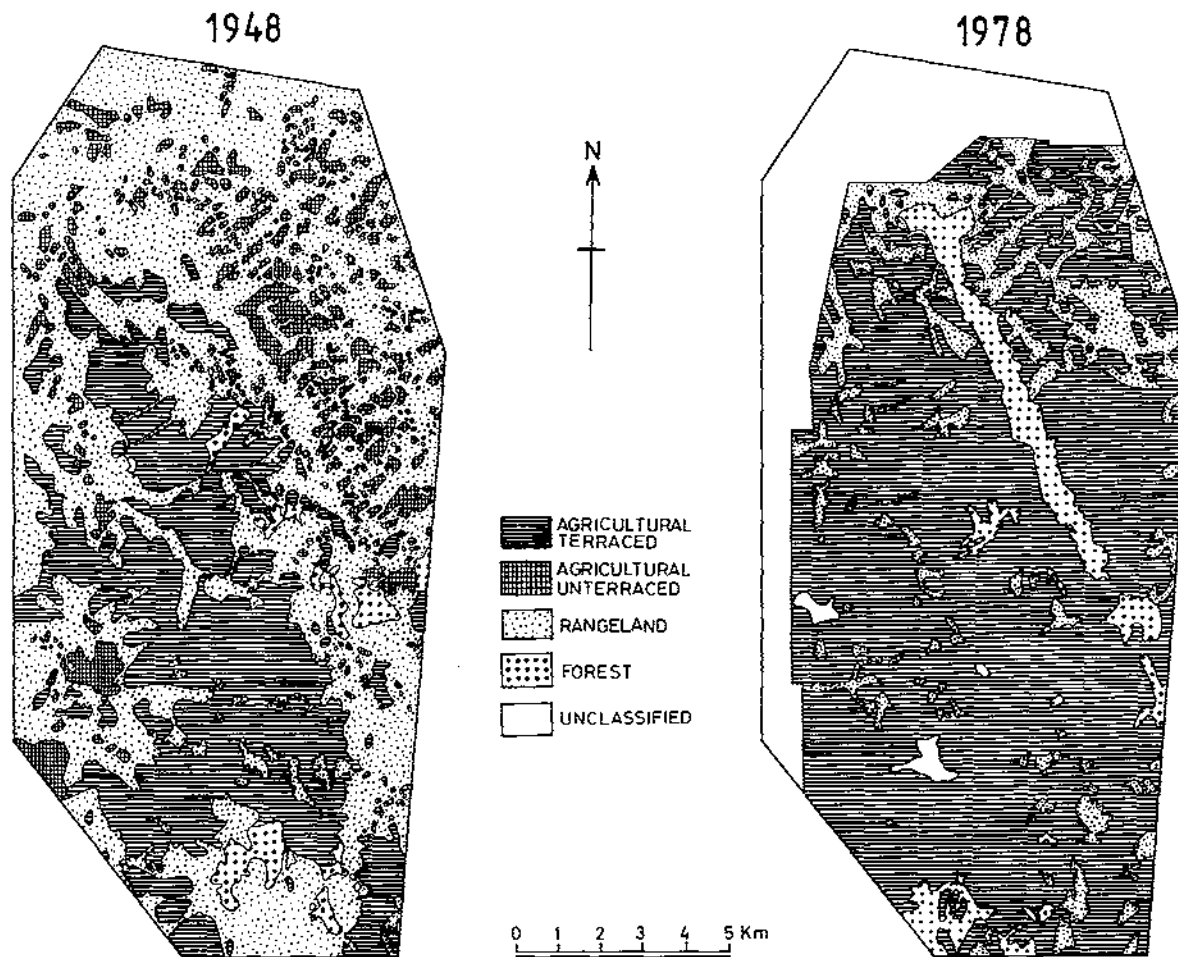 1948
1978
N
AGRICULTURAL
TERRACED
AGRICULTURAL
UNTERRACED
RANGELAND
FOREST
UNCLASSIFIED
0 1 2 3 4 5 Km